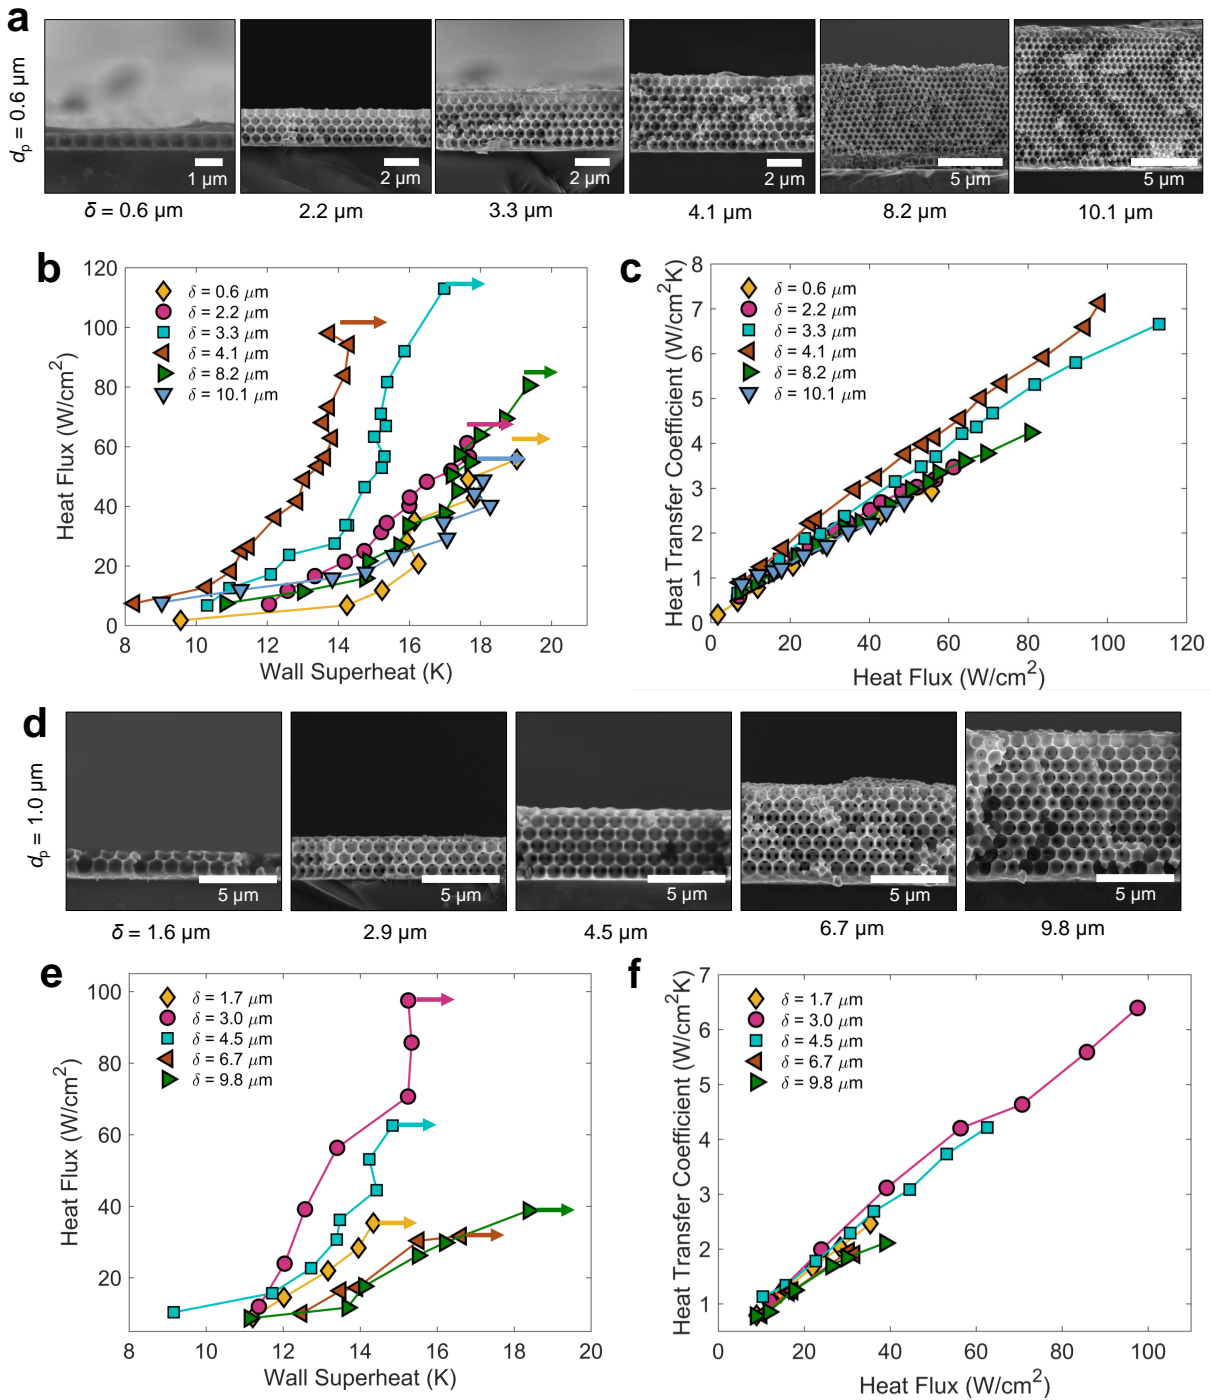 a
dp = 0.6 μm
1 μm
2 μm
2 μm
2 μm
5 μm
5 μm
δ = 0.6 μm
2.2 μm
3.3 μm
4.1 μm
8.2 μm
10.1 μm
b
Heat Flux (W/cm2)
120
100
80
60
40
20
0
δ = 0.6 μm
δ = 2.2 μm
δ = 3.3 μm
δ = 4.1 μm
δ = 8.2 μm
δ = 10.1 μm
8 10 12 14 16 18 20
Wall Superheat (K)
c
Heat Transfer Coefficient (W/cm2K)
8
7
6
5
4
3
2
1
0
δ = 0.6 μm
δ = 2.2 μm
δ = 3.3 μm
δ = 4.1 μm
δ = 8.2 μm
δ = 10.1 μm
0 20 40 60 80 100 120
Heat Flux (W/cm2)
d
dp = 1.0 μm
5 μm
5 μm
5 μm
5 μm
5 μm
δ = 1.6 μm
2.9 μm
4.5 μm
6.7 μm
9.8 μm
e
Heat Flux (W/cm2)
100
80
60
40
20
δ = 1.7 μm
δ = 3.0 μm
δ = 4.5 μm
δ = 6.7 μm
δ = 9.8 μm
8 10 12 14 16 18 20
Wall Superheat (K)
f
Heat Transfer Coefficient (W/cm2K)
7
6
5
4
3
2
1
δ = 1.7 μm
δ = 3.0 μm
δ = 4.5 μm
δ = 6.7 μm
δ = 9.8 μm
0 20 40 60 80 100
Heat Flux (W/cm2)